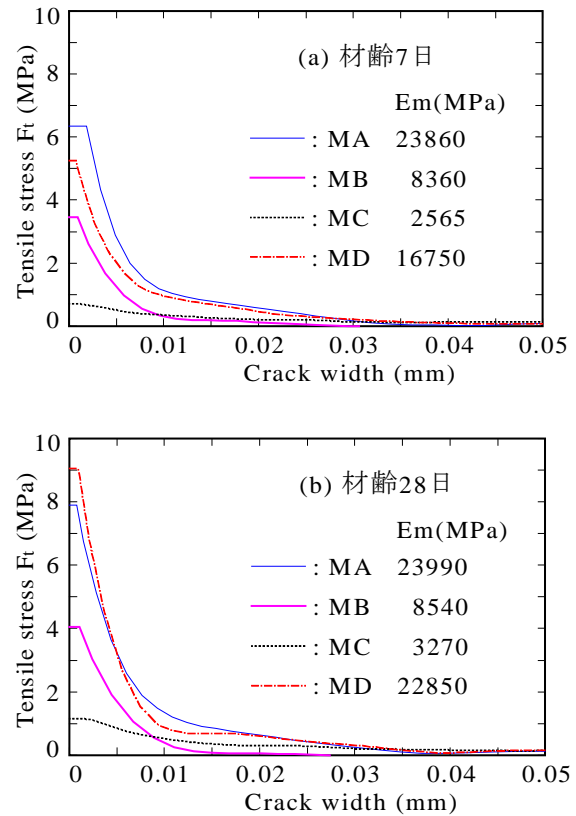 10
8
6
4
2
0
Tensile stress Ft (MPa)
(a) 材齢7日
Em(MPa)
: MA 23860
: MB 8360
: MC 2565
: MD 16750
0 0.01 0.02 0.03 0.04 0.05
Crack width (mm)
10
8
6
4
2
0
Tensile stress Ft (MPa)
(b) 材齢28日
Em(MPa)
: MA 23990
: MB 8540
: MC 3270
: MD 22850
0 0.01 0.02 0.03 0.04 0.05
Crack width (mm)